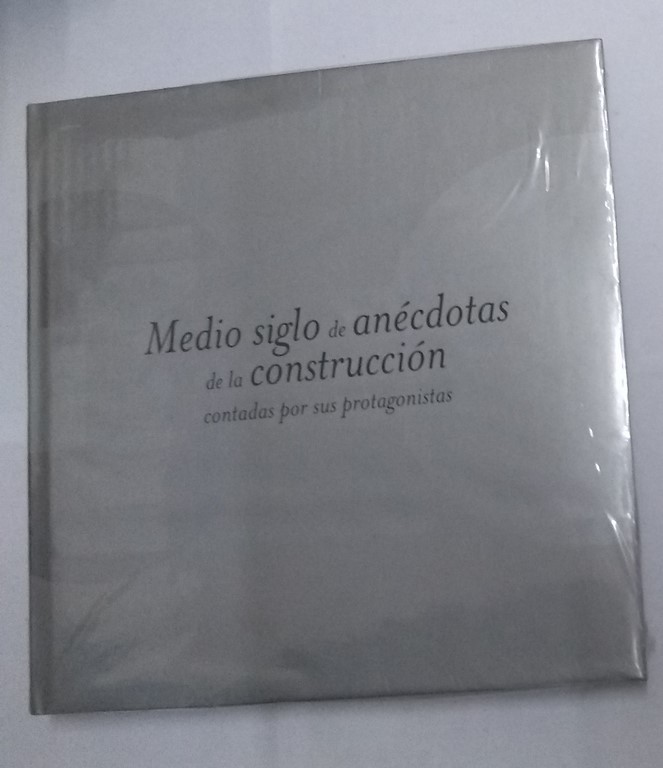 Medio siglo de anécdotas
de la construcción
contadas por sus protagonistas